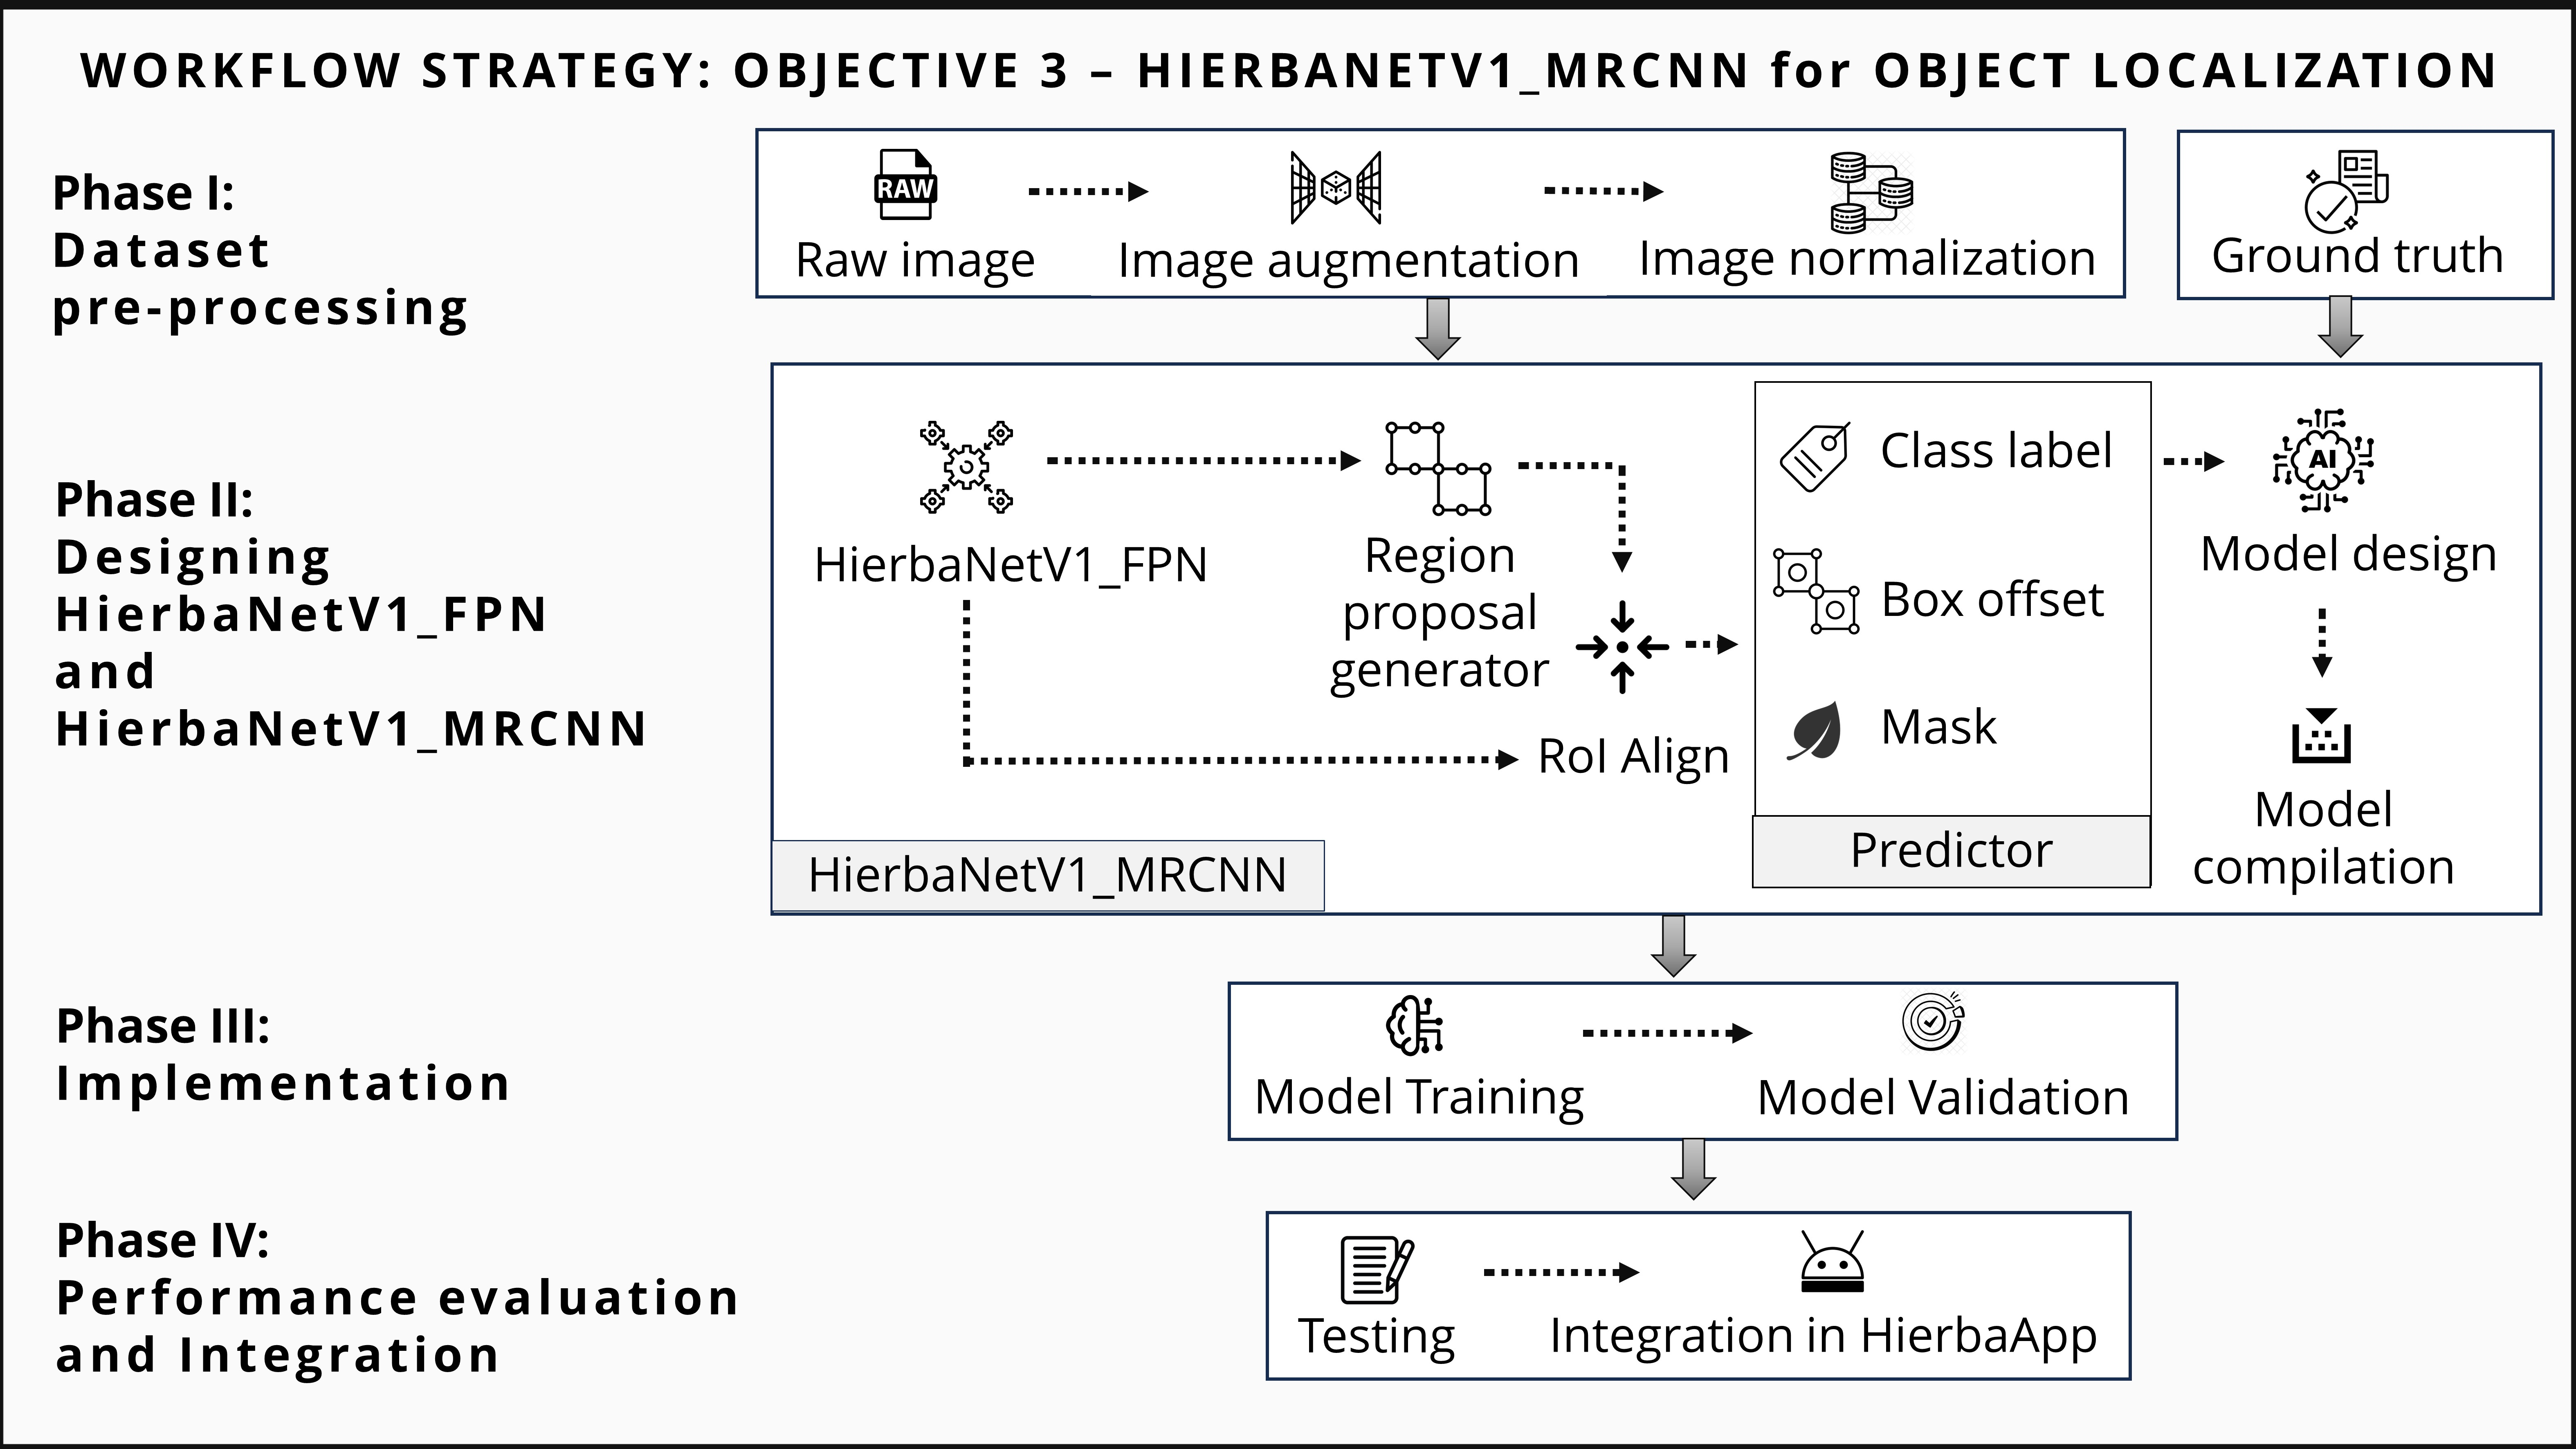 WORKFLOW STRATEGY: OBJECTIVE 3 – HIERBANETV1_MRCNN for OBJECT LOCALIZATION
Phase I:
Dataset
pre-processing
RAW
Raw image
Image augmentation
Image normalization
Ground truth
Phase II:
Designing
HierbaNetV1_FPN
and
HierbaNetV1_MRCNN
HierbaNetV1_FPN
Region
proposal
generator
RoI Align
Class label
Box offset
Mask
Predictor
AI
Model design
Model
compilation
HierbaNetV1_MRCNN
Phase III:
Implementation
Model Training
Model Validation
Phase IV:
Performance evaluation
and Integration
Testing
Integration in HierbaApp